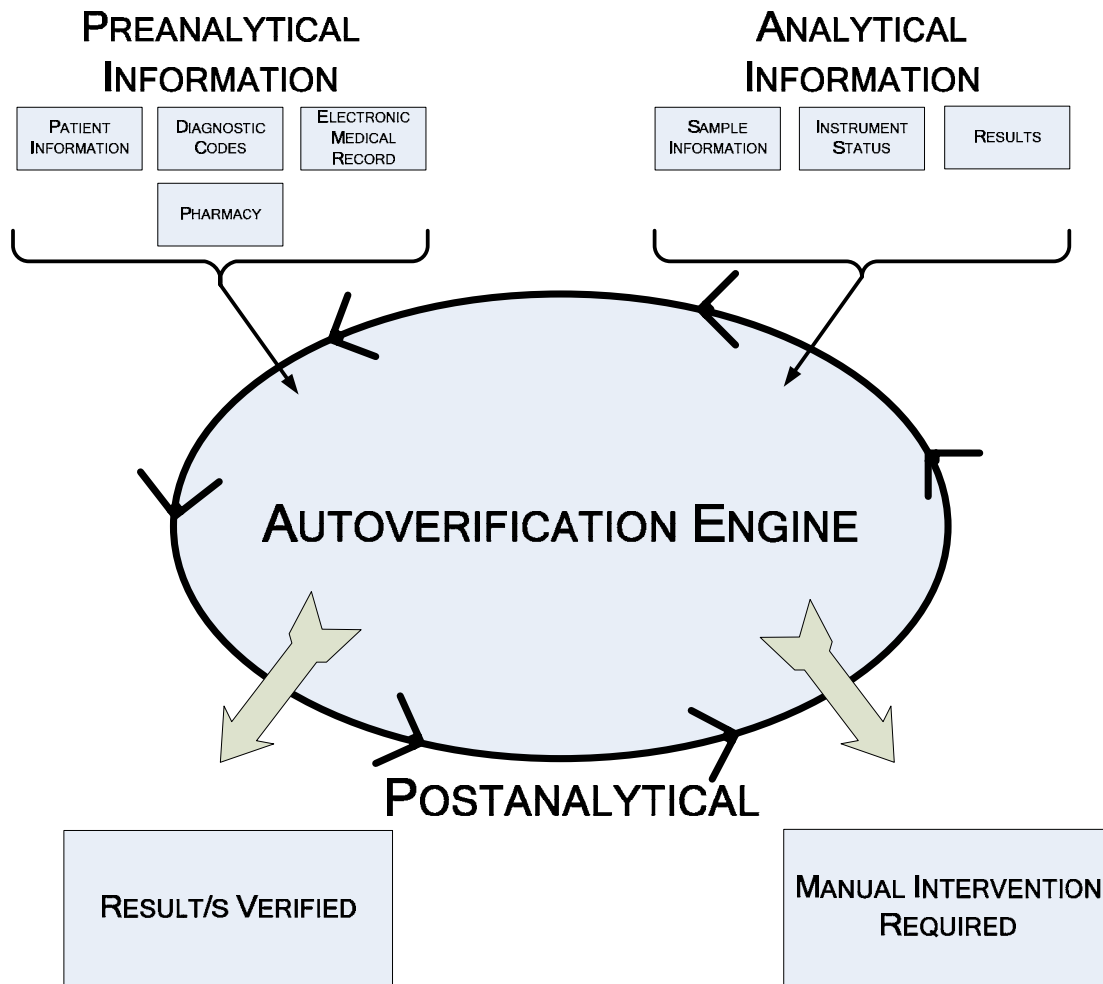 PREANALYTICAL
INFORMATION
PATIENT
INFORMATION
DIAGNOSTIC
CODES
ELECTRONIC
MEDICAL
RECORD
PHARMACY
ANALYTICAL
INFORMATION
SAMPLE
INFORMATION
INSTRUMENT
STATUS
RESULTS
AUTOVERIFICATION ENGINE
POSTANALYTICAL
RESULT/S VERIFIED
MANUAL INTERVENTION
REQUIRED